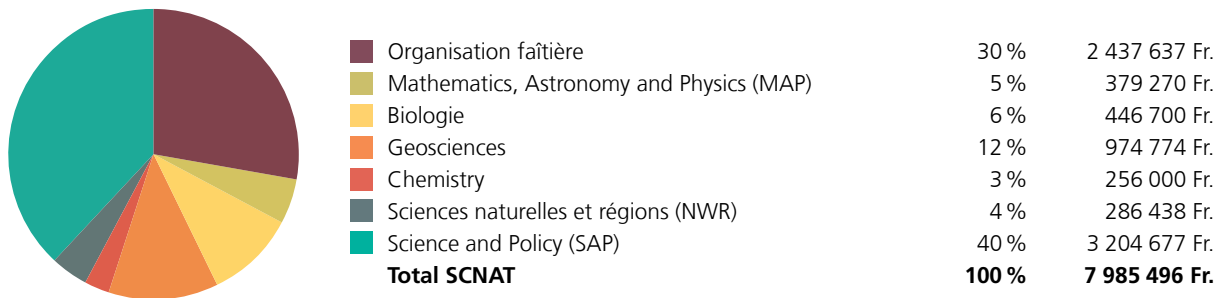 Organisation faîtière 30 % 2 437 637 Fr.
Mathematics, Astronomy and Physics (MAP) 5 % 379 270 Fr.
Biologie 6 % 446 700 Fr.
Geosciences 12 % 974 774 Fr.
Chemistry 3 % 256 000 Fr.
Sciences naturelles et régions (NWR) 4 % 286 438 Fr.
Science and Policy (SAP) 40 % 3 204 677 Fr.
Total SCNAT 100 % 7 985 496 Fr.